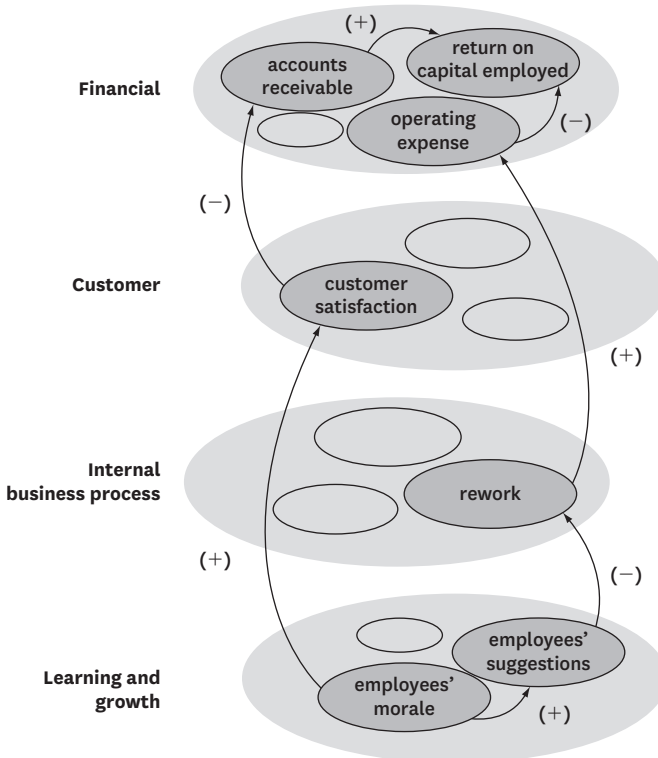 (+)
Financial
accounts
receivable
return on
capital employed
operating
expense
(−)
(−)
Customer
customer
satisfaction
(+)
Internal
business process
rework
(+)
(−)
Learning and
growth
employees'
suggestions
employees'
morale
(+)